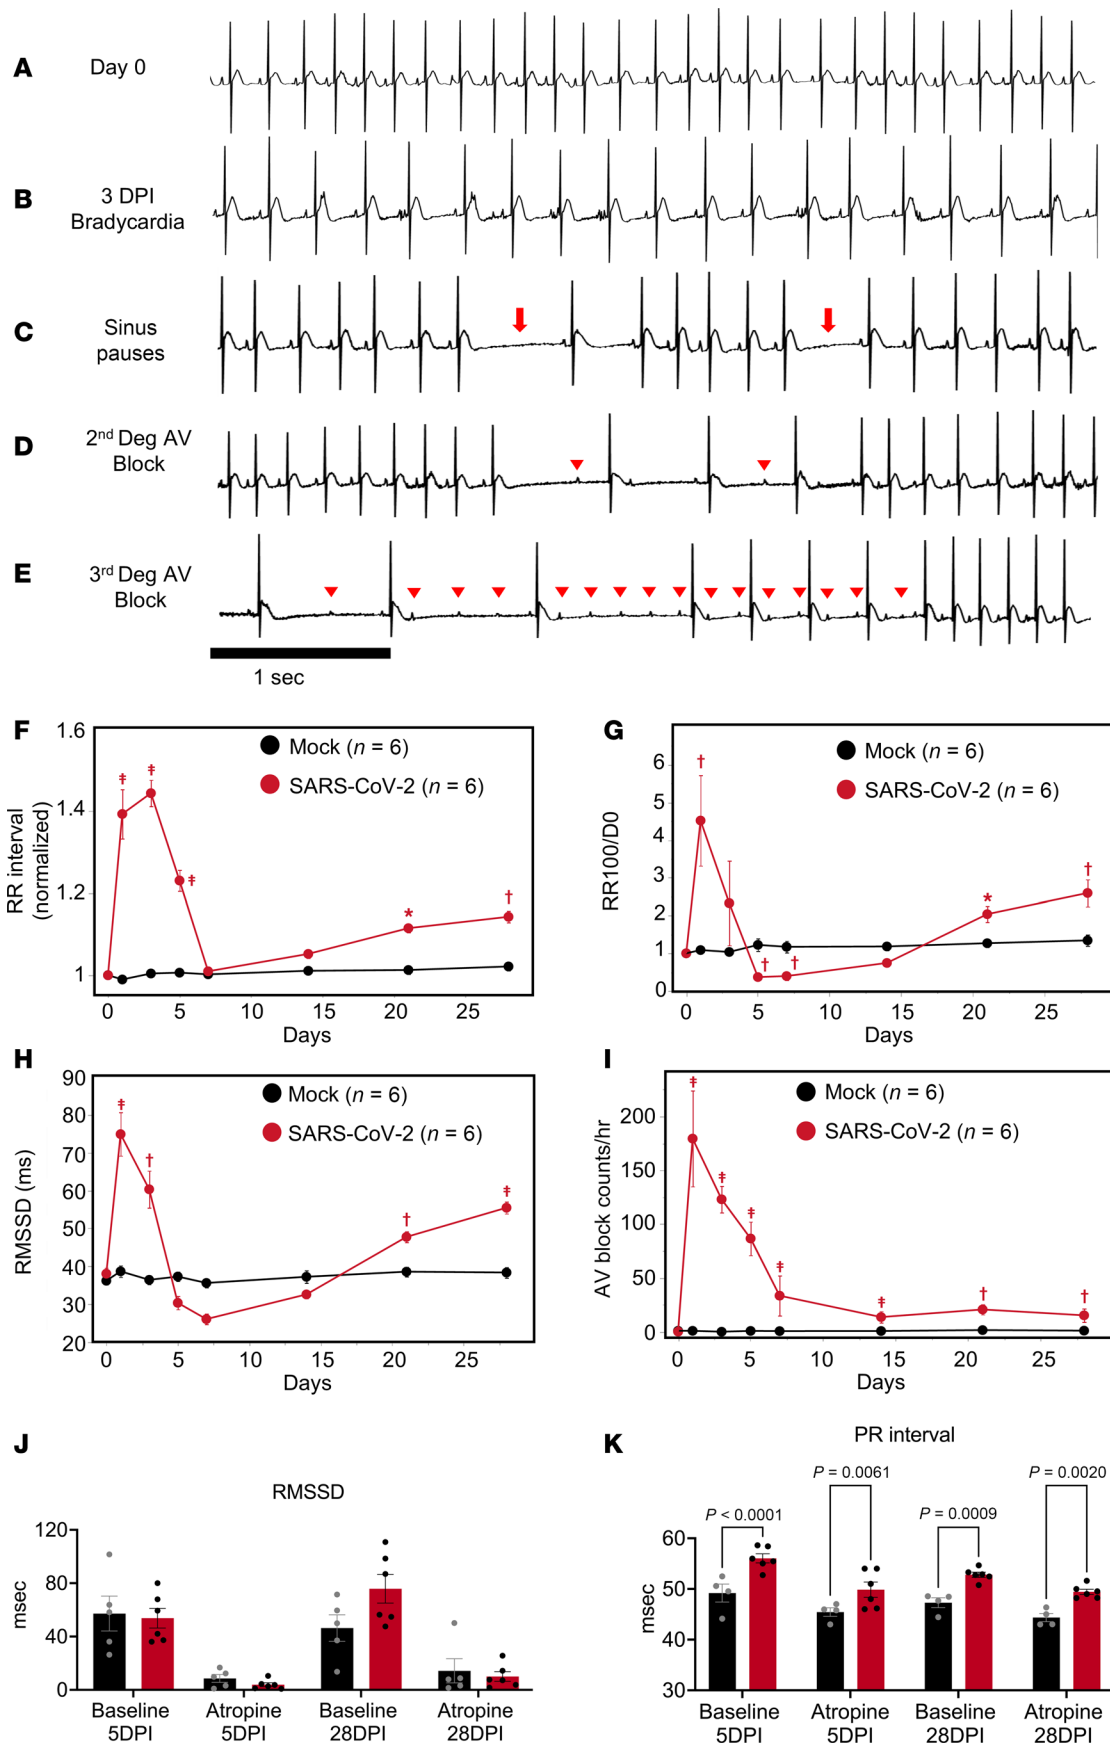 A Day 0
B 3 DPI
Bradycardia
C Sinus
pauses
D 2nd Deg AV
Block
E 3rd Deg AV
Block
1 sec
F
RR interval
(normalized)
1.6
1.4
1.2
1
Mock (n = 6)
SARS-CoV-2 (n = 6)
‡ ‡ ‡ * †
0 5 10 15 20 25
Days
G
RR100/D0
6
5
4
3
2
1
0
Mock (n = 6)
SARS-CoV-2 (n = 6)
† † † * †
0 5 10 15 20 25
Days
H
RMSSD (ms)
90
80
70
60
50
40
30
20
Mock (n = 6)
SARS-CoV-2 (n = 6)
‡ † † ‡
0 5 10 15 20 25
Days
I
AV block counts/hr
200
150
100
50
0
Mock (n = 6)
SARS-CoV-2 (n = 6)
‡ ‡ ‡ ‡ ‡ † †
0 5 10 15 20 25
Days
J
RMSSD
msec
120
80
40
0
Baseline
5DPI
Atropine
5DPI
Baseline
28DPI
Atropine
28DPI
K
PR interval
msec
60
50
40
30
P < 0.0001
P = 0.0061
P = 0.0009
P = 0.0020
Baseline
5DPI
Atropine
5DPI
Baseline
28DPI
Atropine
28DPI